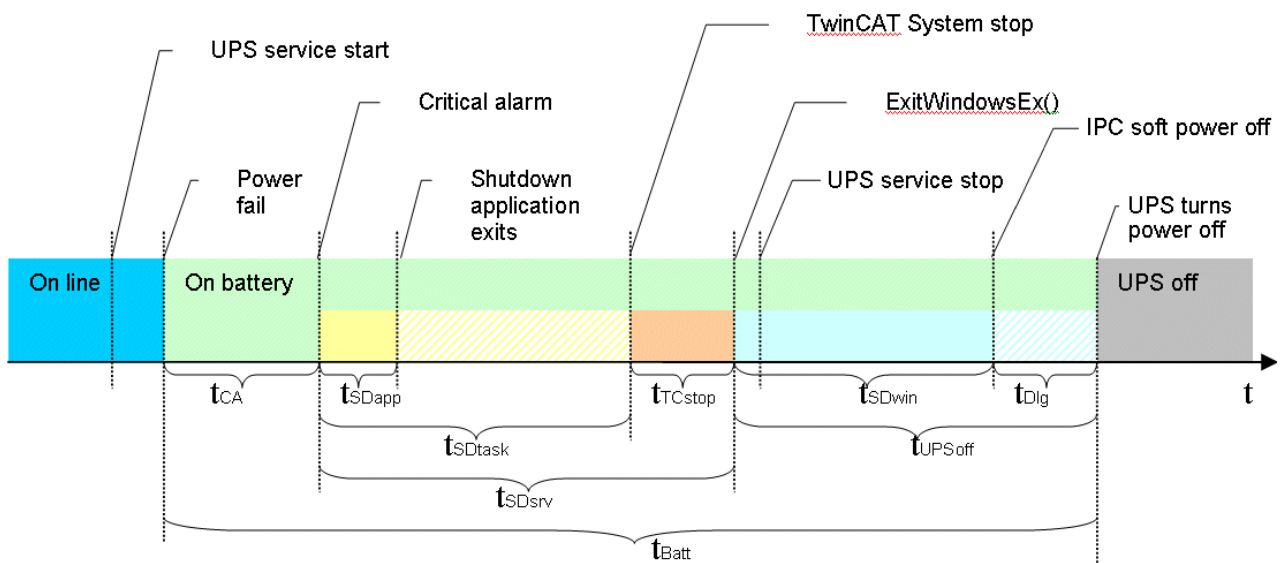 TwinCAT System stop
UPS service start
Critical alarm
ExitWindowsEx()
IPC soft power off
Power
fail
Shutdown
application
exits
UPS service stop
UPS turns
power off
On line
On battery
UPS off
tCA
tSDapp
tTCstop
tSDwin
tDlg
t
tSDtask
tUPSoff
tSDsrv
tBatt